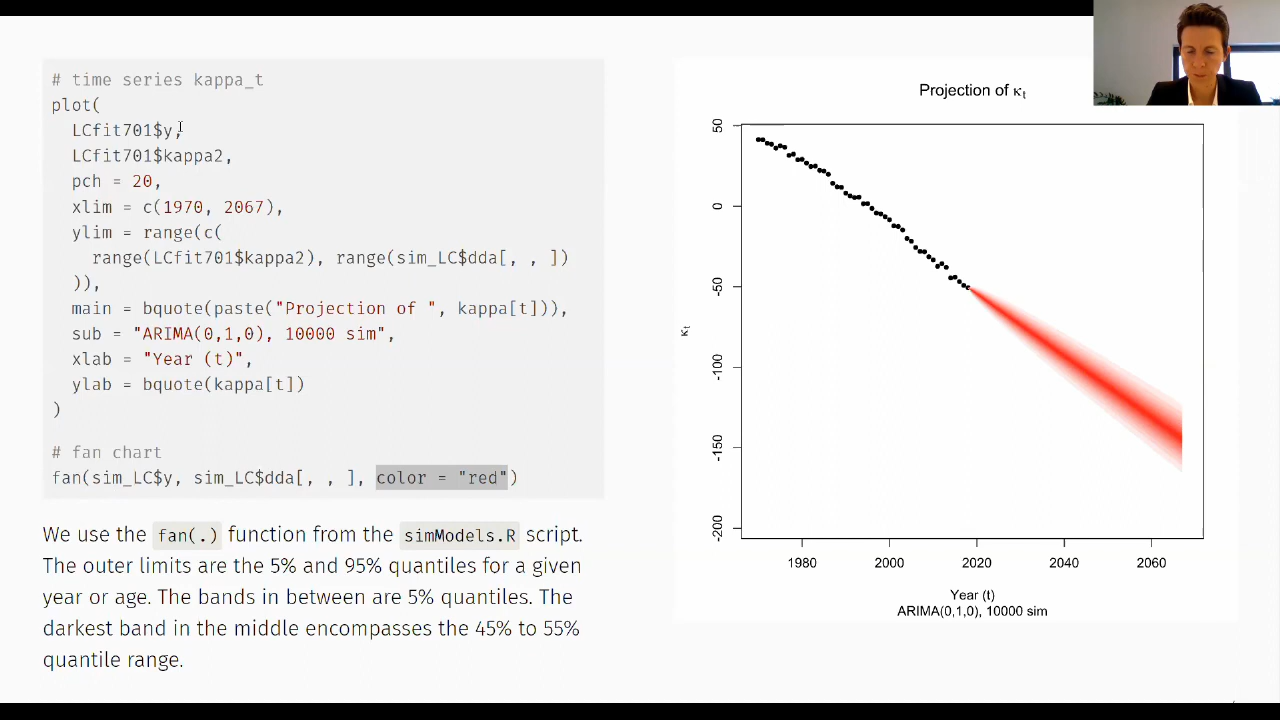 # time series kappa_t
plot(
LCfit701$y,
LCfit701$kappa2,
pch = 20,
xlim = c(1970, 2067),
ylim = range(c(
range(LCfit701$kappa2), range(sim_LC$dda[, , ])
)),
main = bquote(paste("Projection of ", kappa[t])),
sub = "ARIMA(0,1,0), 10000 sim",
xlab = "Year (t)",
ylab = bquote(kappa[t])
)
# fan chart
fan(sim_LC$y, sim_LC$dda[, , ], color = "red")
We use the fan(.) function from the simModels.R script.
The outer limits are the 5% and 95% quantiles for a given
year or age. The bands in between are 5% quantiles. The
darkest band in the middle encompasses the 45% to 55%
quantile range.
Projection of κt
50
0
-50
-100
-150
-200
κt
1980 2000 2020 2040 2060
Year (t)
ARIMA(0,1,0), 10000 sim